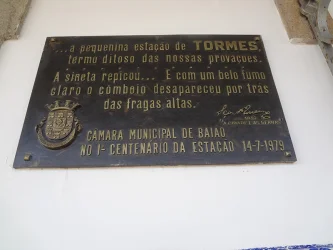 ...a pequenina estação de TORMES,
termo ditoso das nossas provações.
A sineta repicou... E com um belo fumo
claro o comboio desapareceu por trás
das fragas altas.
CÂMARA MUNICIPAL DE BAIÃO
NO 1º CENTENÁRIO DA ESTAÇÃO 14-7-1979